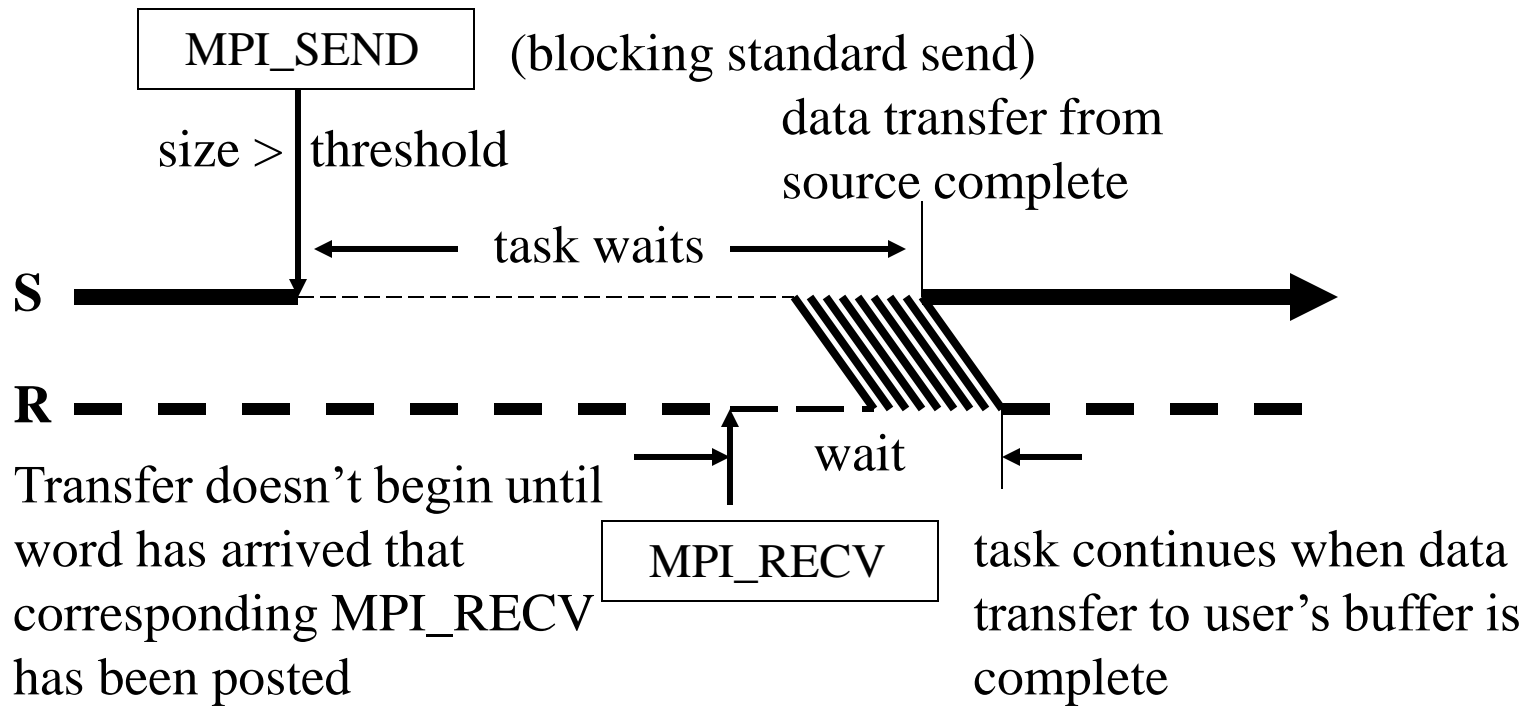 MPI_SEND (blocking standard send)
size > threshold
data transfer from
source complete
task waits
S
R
wait
Transfer doesn’t begin until
word has arrived that
corresponding MPI_RECV
has been posted
MPI_RECV
task continues when data
transfer to user’s buffer is
complete